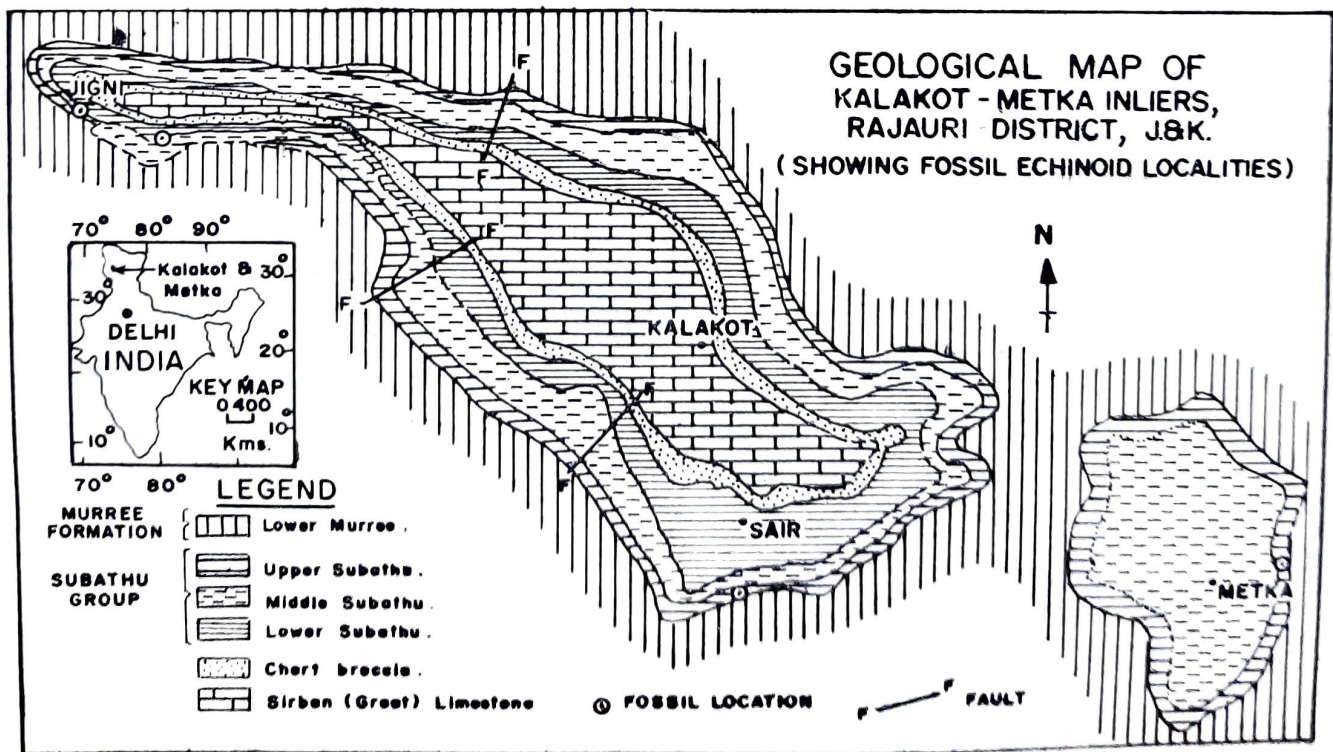 GEOLOGICAL MAP OF
KALAKOT - METKA INLIERS,
RAJAURI DISTRICT, J.&K.
(SHOWING FOSSIL ECHINOID LOCALITIES)
JIGNI
F
F
F
F
N
KALAKOT
F
F
SAIR
METKA
70° 80° 90°
Kalakot &
Metka
30°
30°
DELHI
INDIA
20°
KEY MAP
0 400
Kms.
10°
10°
70° 80°
LEGEND
MURREE
FORMATION
Lower Murree.
SUBATHU
GROUP
Upper Subathu.
Middle Subathu.
Lower Subathu.
Chert breccia.
Sirban (Great) Limestone
FOSSIL LOCATION
F F FAULT